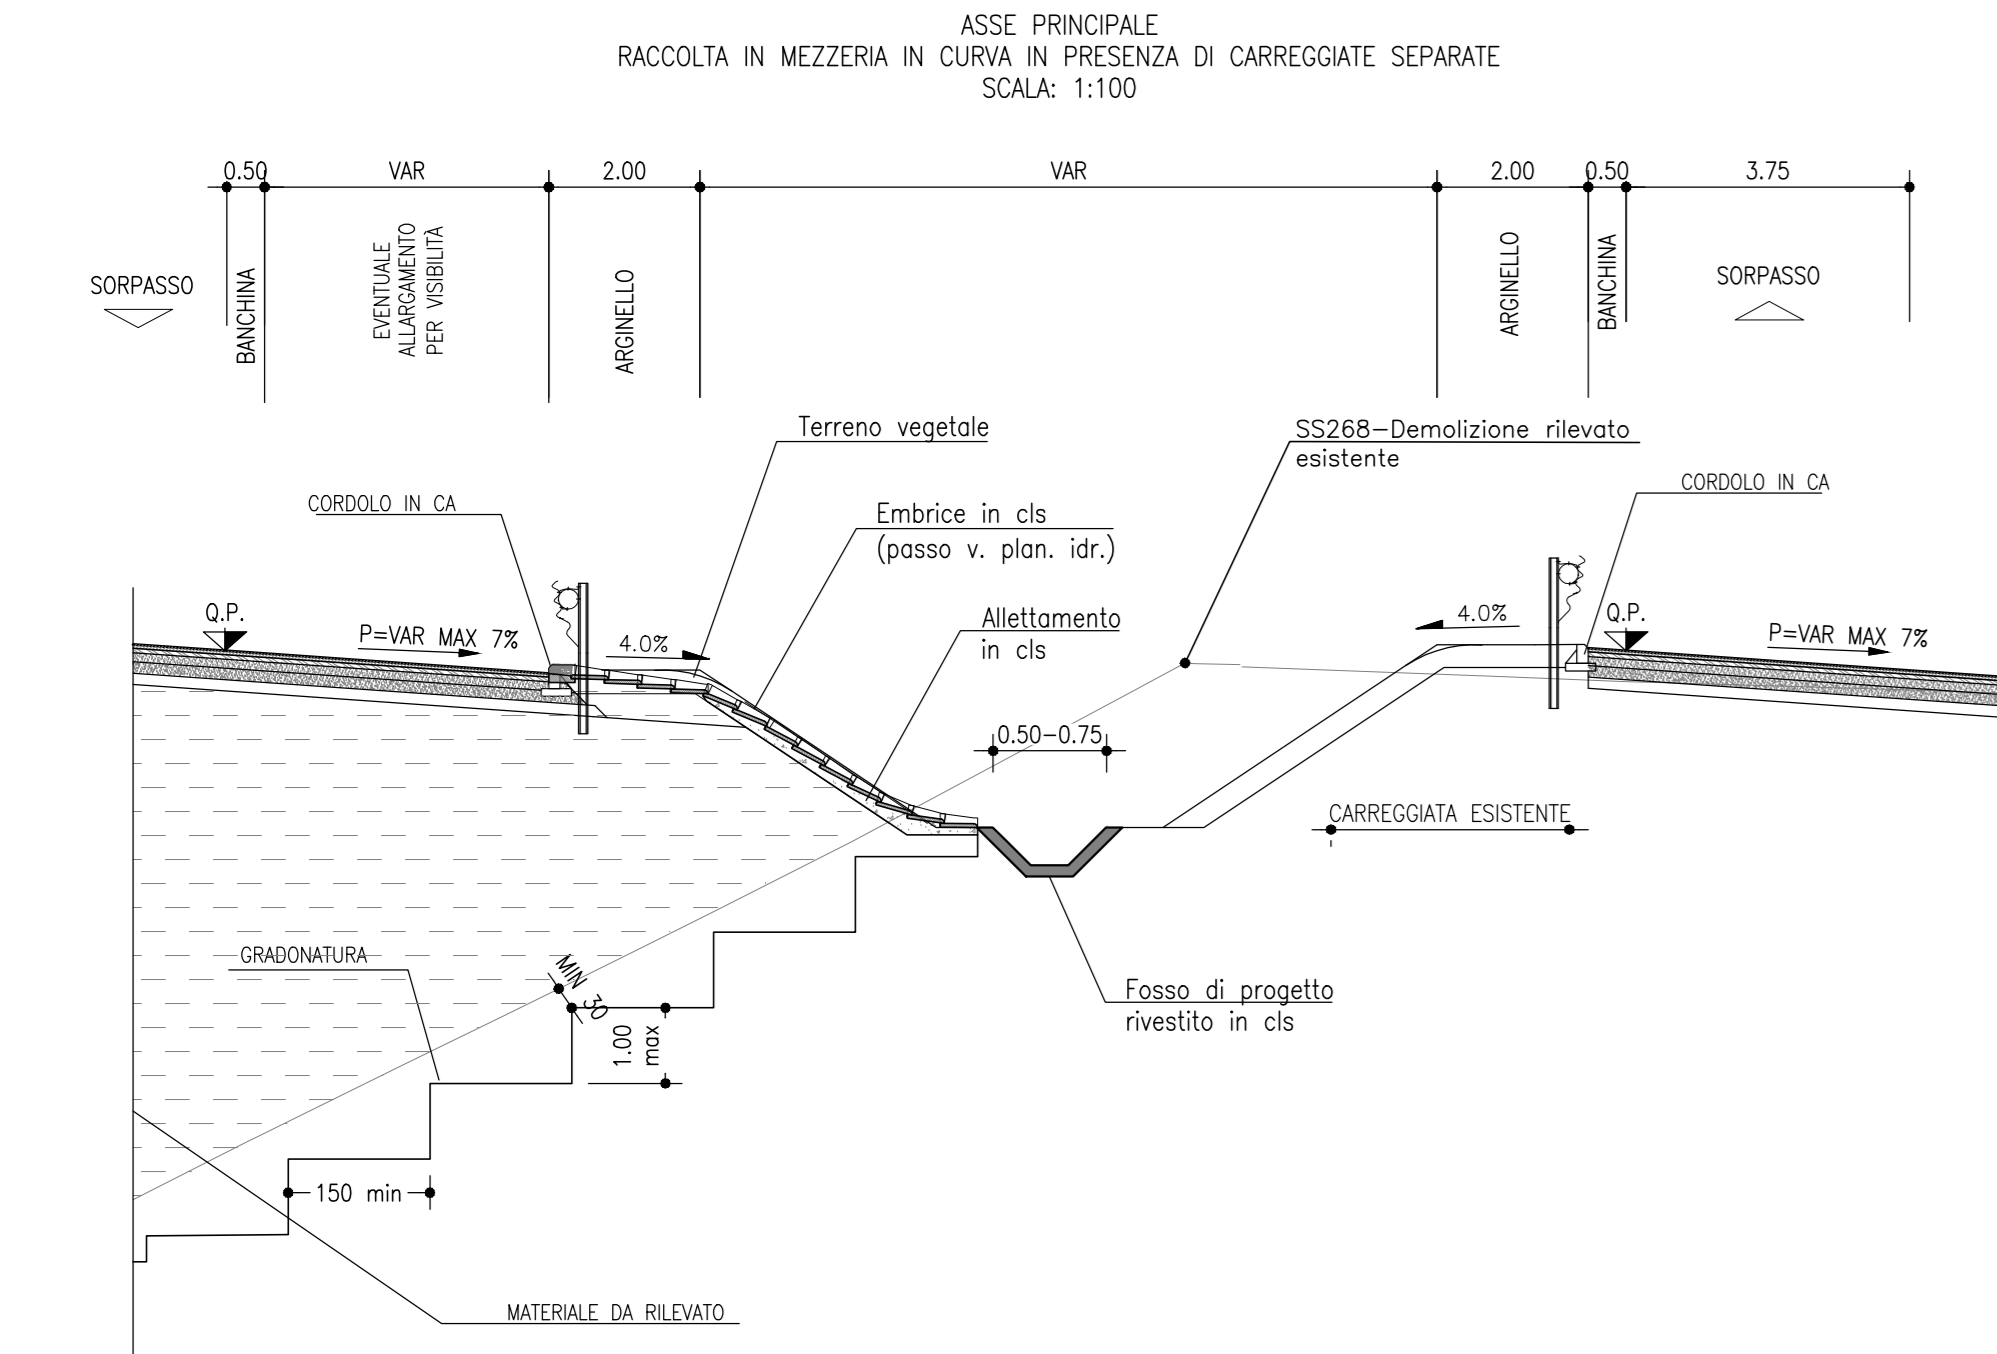 ASSE PRINCIPALE
RACCOLTA IN MEZZERIA IN CURVA IN PRESENZA DI CARREGGIATE SEPARATE
SCALA: 1:100
0.50
VAR
2.00
VAR
2.00
0.50
3.75
SORPASSO
BANCHINA
EVENTUALE
ALLARGAMENTO
PER VISIBILITÀ
ARGINELLO
ARGINELLO
BANCHINA
SORPASSO
Terreno vegetale
SS268-Demolizione rilevato
esistente
CORDOLO IN CA
CORDOLO IN CA
Embrice in cls
(passo v. plan. idr.)
Q.P.
P=VAR MAX 7%
4.0%
Allettamento
in cls
4.0%
Q.P.
P=VAR MAX 7%
0.50-0.75
CARREGGIATA ESISTENTE
GRADONATURA
MIN 30
1.00
max
Fosso di progetto
rivestito in cls
150 min
MATERIALE DA RILEVATO